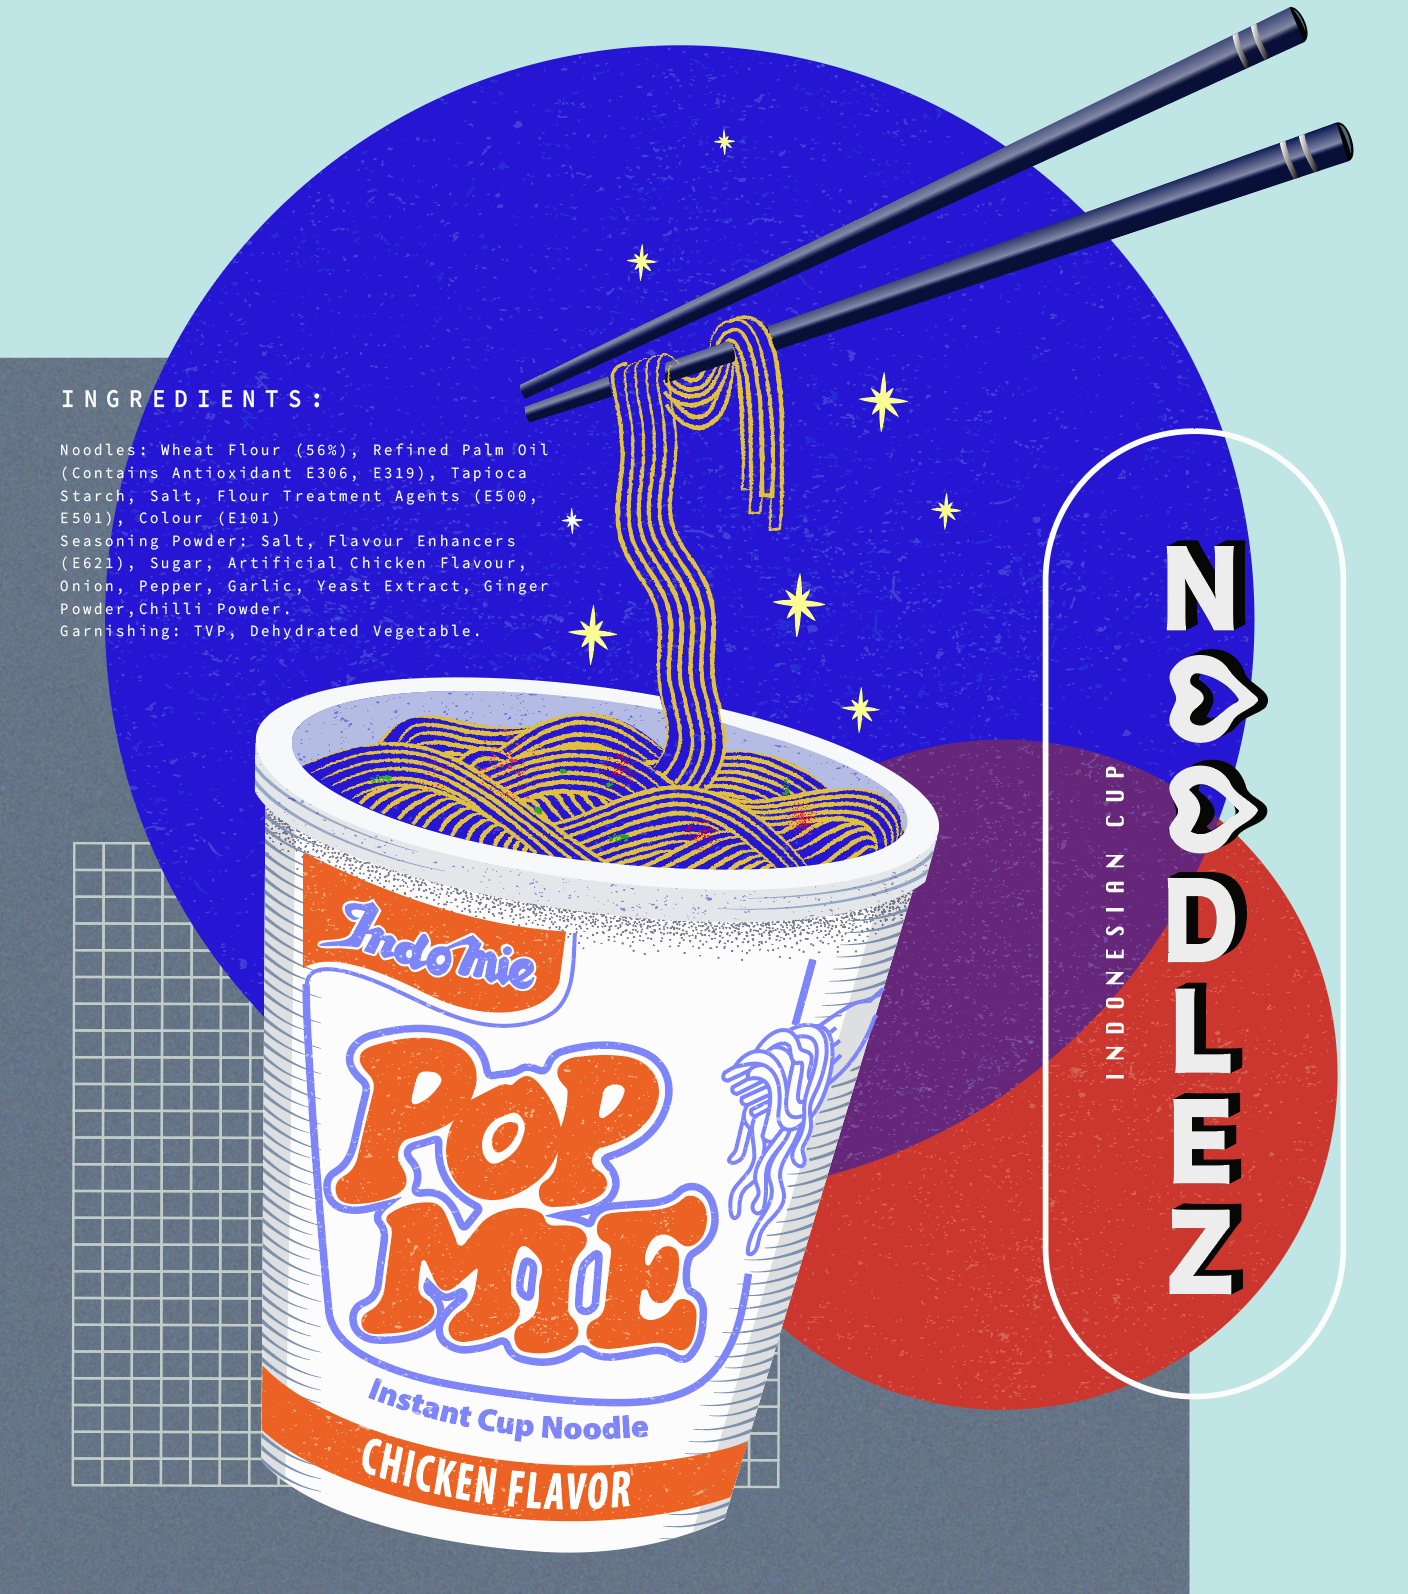 INGREDIENTS:
Noodles: Wheat Flour (56%), Refined Palm Oil
(Contains Antioxidant E306, E319), Tapioca
Starch, Salt, Flour Treatment Agents (E500,
E501), Colour (E101)
Seasoning Powder: Salt, Flavour Enhancers
(E621), Sugar, Artificial Chicken Flavour,
Onion, Pepper, Garlic, Yeast Extract, Ginger
Powder,Chilli Powder.
Garnishing: TVP, Dehydrated Vegetable.
Indomie
POP
MIE
Instant Cup Noodle
CHICKEN FLAVOR
INDONESIAN CUP
NOODLEZ